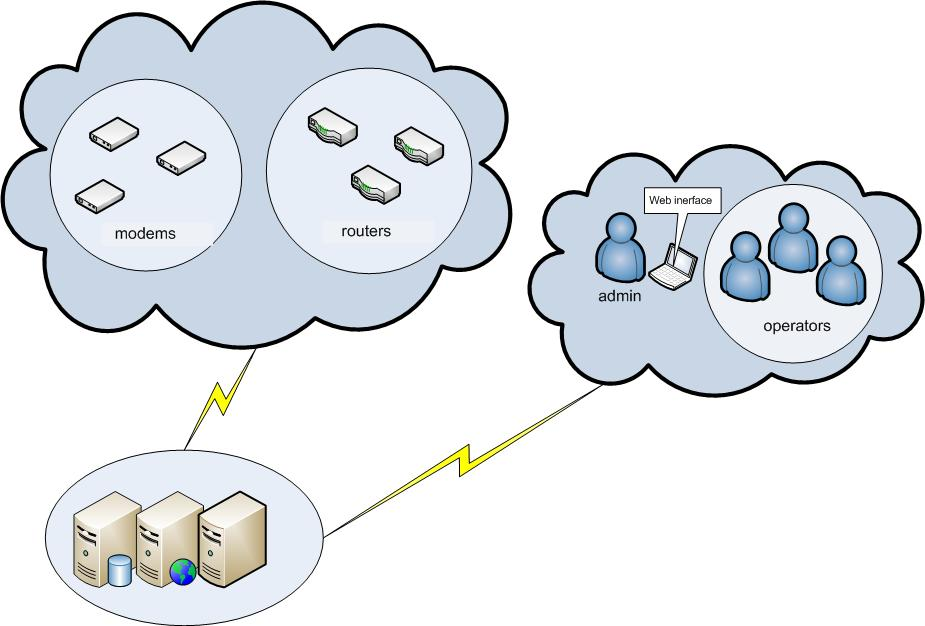 modems
routers
Web inerface
admin
operators